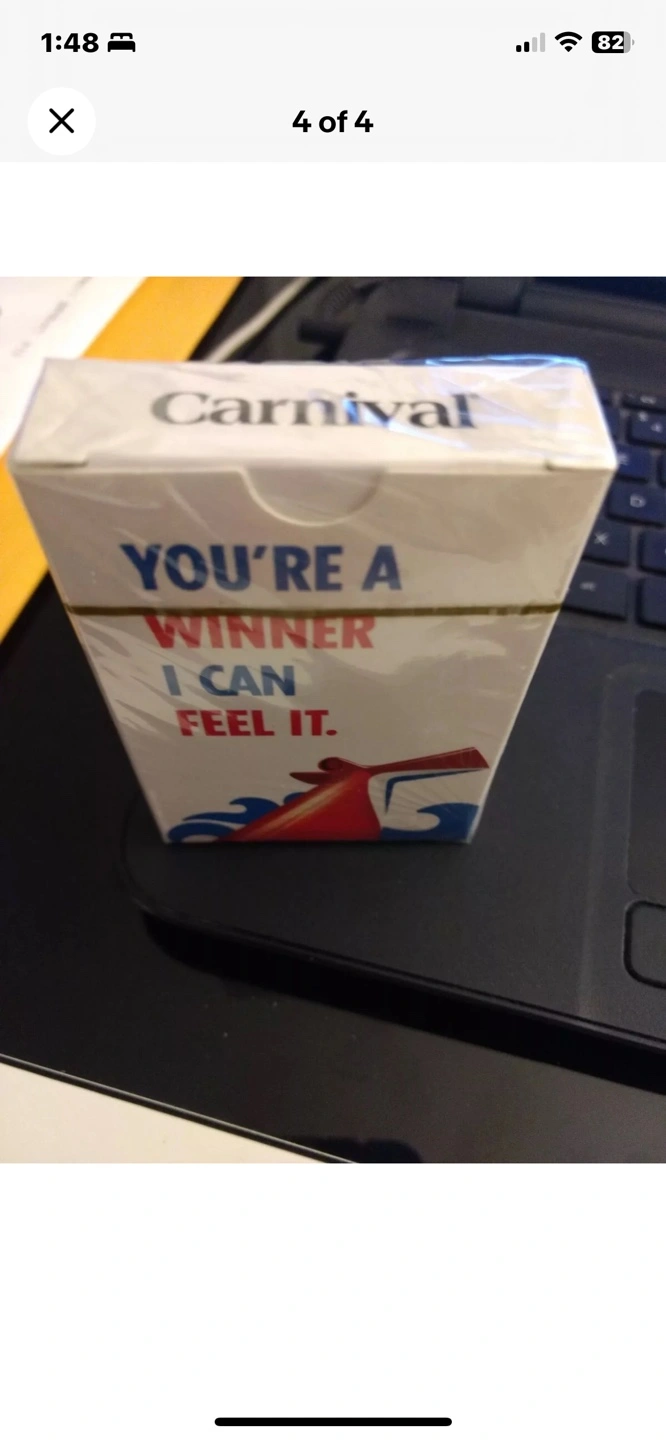 1:48
82
4 of 4
Carnival
YOU'RE A
WINNER
I CAN
FEEL IT.